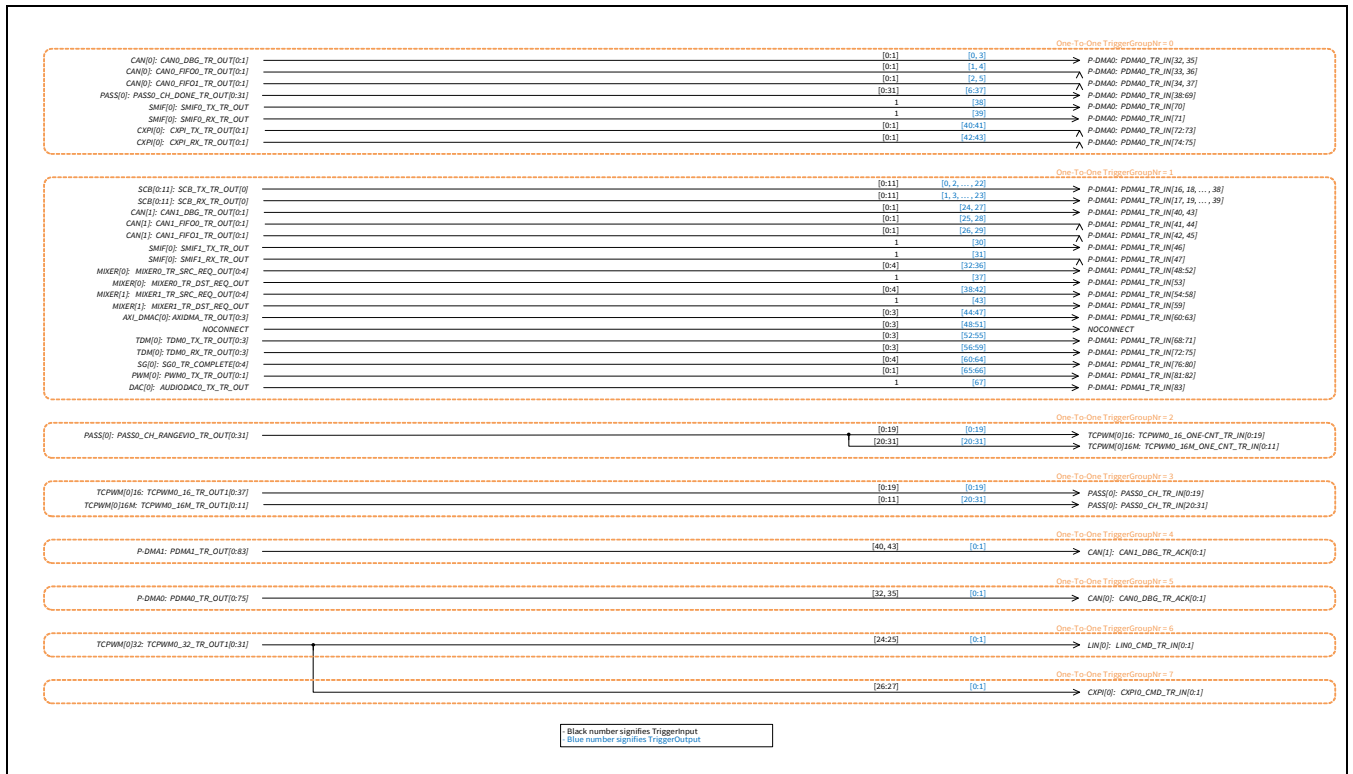 One-To-One TriggerGroupNr = 0
CAN[0]: CAN0_DBG_TR_OUT[0:1] [0:1] [0, 3] P-DMA0: PDMA0_TR_IN[32, 35]
CAN[0]: CAN0_FIFO0_TR_OUT[0:1] [0:1] [1, 4] P-DMA0: PDMA0_TR_IN[33, 36]
CAN[0]: CAN0_FIFO1_TR_OUT[0:1] [0:1] [2, 5] P-DMA0: PDMA0_TR_IN[34, 37]
PASS[0]: PASS0_CH_DONE_TR_OUT[0:31] [0:31] [6:37] P-DMA0: PDMA0_TR_IN[38:69]
SMIF[0]: SMIF0_TX_TR_OUT 1 [38] P-DMA0: PDMA0_TR_IN[70]
SMIF[0]: SMIF0_RX_TR_OUT 1 [39] P-DMA0: PDMA0_TR_IN[71]
CXPI[0]: CXPI_TX_TR_OUT[0:1] [0:1] [40:41] P-DMA0: PDMA0_TR_IN[72:73]
CXPI[0]: CXPI_RX_TR_OUT[0:1] [0:1] [42:43] P-DMA0: PDMA0_TR_IN[74:75]
One-To-One TriggerGroupNr = 1
SCB[0:11]: SCB_TX_TR_OUT[0] [0:11] [0, 2, ... , 22] P-DMA1: PDMA1_TR_IN[16, 18, ... , 38]
SCB[0:11]: SCB_RX_TR_OUT[0] [0:11] [1, 3, ... , 23] P-DMA1: PDMA1_TR_IN[17, 19, ... , 39]
CAN[1]: CAN1_DBG_TR_OUT[0:1] [0:1] [24, 27] P-DMA1: PDMA1_TR_IN[40, 43]
CAN[1]: CAN1_FIFO0_TR_OUT[0:1] [0:1] [25, 28] P-DMA1: PDMA1_TR_IN[41, 44]
CAN[1]: CAN1_FIFO1_TR_OUT[0:1] [0:1] [26, 29] P-DMA1: PDMA1_TR_IN[42, 45]
SMIF[0]: SMIF1_TX_TR_OUT 1 [30] P-DMA1: PDMA1_TR_IN[46]
SMIF[0]: SMIF1_RX_TR_OUT 1 [31] P-DMA1: PDMA1_TR_IN[47]
MIXER[0]: MIXER0_TR_SRC_REQ_OUT[0:4] [0:4] [32:36] P-DMA1: PDMA1_TR_IN[48:52]
MIXER[0]: MIXER0_TR_DST_REQ_OUT 1 [37] P-DMA1: PDMA1_TR_IN[53]
MIXER[1]: MIXER1_TR_SRC_REQ_OUT[0:4] [0:4] [38:42] P-DMA1: PDMA1_TR_IN[54:58]
MIXER[1]: MIXER1_TR_DST_REQ_OUT 1 [43] P-DMA1: PDMA1_TR_IN[59]
AXI_DMAC[0]: AXIDMA_TR_OUT[0:3] [0:3] [44:47] P-DMA1: PDMA1_TR_IN[60:63]
NOCONNECT [0:3] [48:51] NOCONNECT
TDM[0]: TDM0_TX_TR_OUT[0:3] [0:3] [52:55] P-DMA1: PDMA1_TR_IN[68:71]
TDM[0]: TDM0_RX_TR_OUT[0:3] [0:3] [56:59] P-DMA1: PDMA1_TR_IN[72:75]
SG[0]: SG0_TR_COMPLETE[0:4] [0:4] [60:64] P-DMA1: PDMA1_TR_IN[76:80]
PWM[0]: PWM0_TX_TR_OUT[0:1] [0:1] [65:66] P-DMA1: PDMA1_TR_IN[81:82]
DAC[0]: AUDIODAC0_TX_TR_OUT 1 [67] P-DMA1: PDMA1_TR_IN[83]
One-To-One TriggerGroupNr = 2
PASS[0]: PASS0_CH_RANGEVIO_TR_OUT[0:31] [0:19] [0:19] TCPWM[0]16: TCPWM0_16_ONE-CNT_TR_IN[0:19]
[20:31] [20:31] TCPWM[0]16M: TCPWM0_16M_ONE_CNT_TR_IN[0:11]
One-To-One TriggerGroupNr = 3
TCPWM[0]16: TCPWM0_16_TR_OUT1[0:37] [0:19] [0:19] PASS[0]: PASS0_CH_TR_IN[0:19]
TCPWM[0]16M: TCPWM0_16M_TR_OUT1[0:11] [0:11] [20:31] PASS[0]: PASS0_CH_TR_IN[20:31]
One-To-One TriggerGroupNr = 4
P-DMA1: PDMA1_TR_OUT[0:83] [40, 43] [0:1] CAN[1]: CAN1_DBG_TR_ACK[0:1]
One-To-One TriggerGroupNr = 5
P-DMA0: PDMA0_TR_OUT[0:75] [32, 35] [0:1] CAN[0]: CAN0_DBG_TR_ACK[0:1]
One-To-One TriggerGroupNr = 6
TCPWM[0]32: TCPWM0_32_TR_OUT1[0:31] [24:25] [0:1] LIN[0]: LIN0_CMD_TR_IN[0:1]
One-To-One TriggerGroupNr = 7
[26:27] [0:1] CXPI[0]: CXPI0_CMD_TR_IN[0:1]
- Black number signifies TriggerInput
- Blue number signifies TriggerOutput